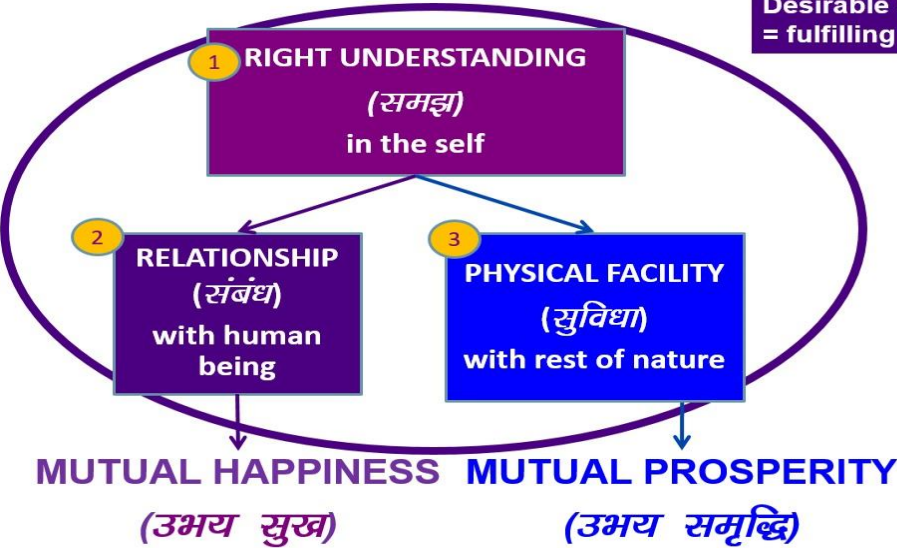 Desirable
= fulfilling
1
RIGHT UNDERSTANDING
(समझ)
in the self
2
RELATIONSHIP
(संबंध)
with human
being
3
PHYSICAL FACILITY
(सुविधा)
with rest of nature
MUTUAL HAPPINESS
(उभय सुख)
MUTUAL PROSPERITY
(उभय समृद्धि)